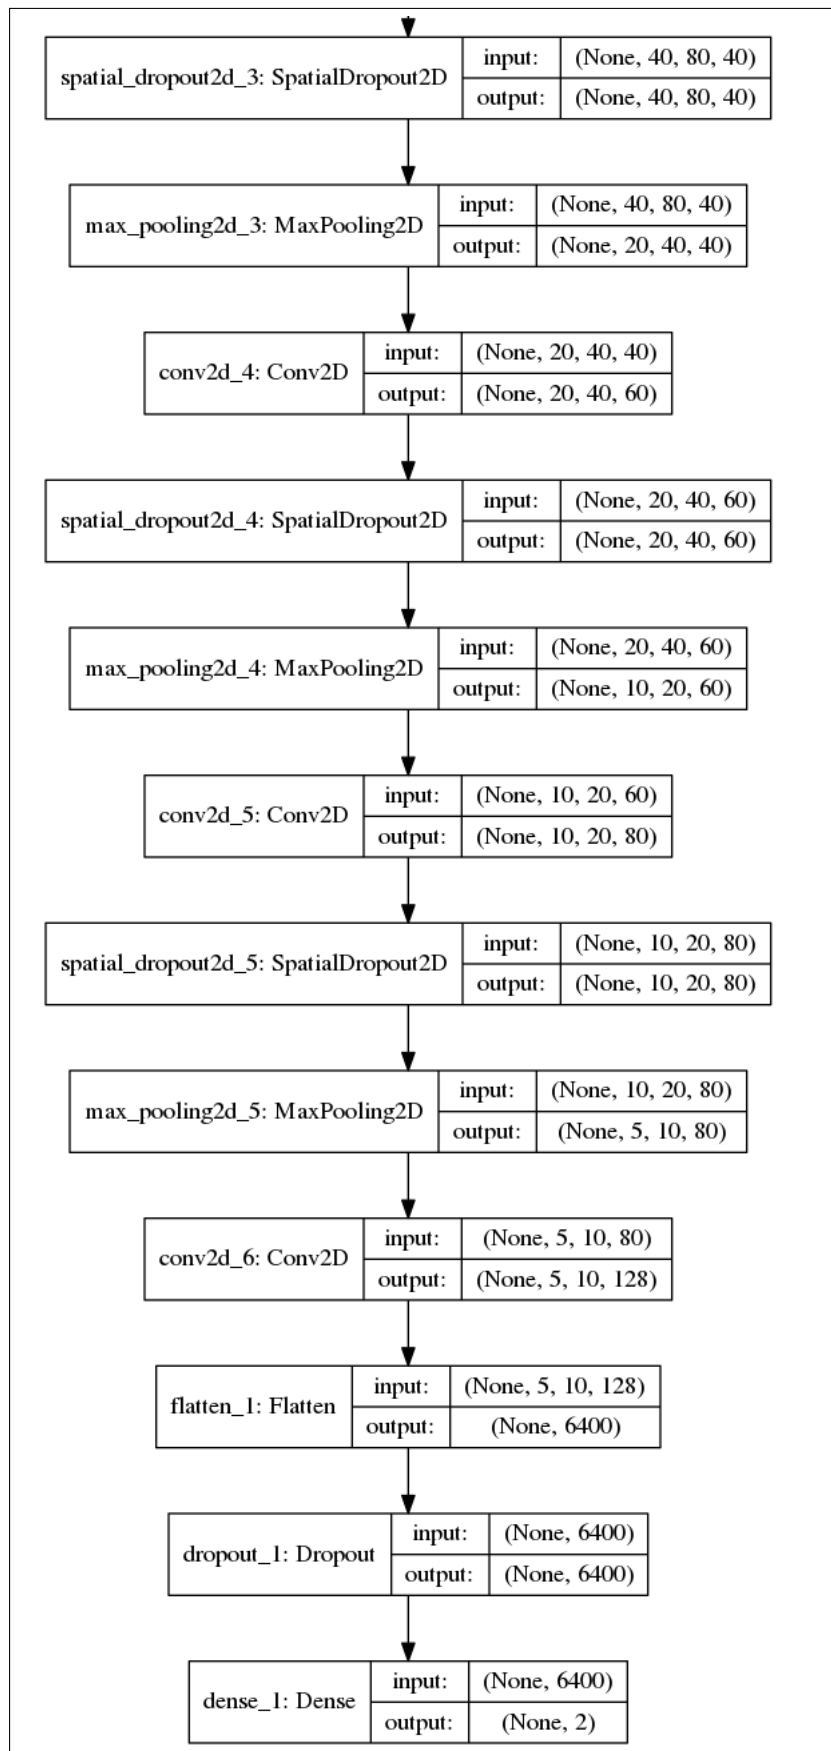 spatial_dropout2d_3: SpatialDropout2D
input: (None, 40, 80, 40)
output: (None, 40, 80, 40)
max_pooling2d_3: MaxPooling2D
input: (None, 40, 80, 40)
output: (None, 20, 40, 40)
conv2d_4: Conv2D
input: (None, 20, 40, 40)
output: (None, 20, 40, 60)
spatial_dropout2d_4: SpatialDropout2D
input: (None, 20, 40, 60)
output: (None, 20, 40, 60)
max_pooling2d_4: MaxPooling2D
input: (None, 20, 40, 60)
output: (None, 10, 20, 60)
conv2d_5: Conv2D
input: (None, 10, 20, 60)
output: (None, 10, 20, 80)
spatial_dropout2d_5: SpatialDropout2D
input: (None, 10, 20, 80)
output: (None, 10, 20, 80)
max_pooling2d_5: MaxPooling2D
input: (None, 10, 20, 80)
output: (None, 5, 10, 80)
conv2d_6: Conv2D
input: (None, 5, 10, 80)
output: (None, 5, 10, 128)
flatten_1: Flatten
input: (None, 5, 10, 128)
output: (None, 6400)
dropout_1: Dropout
input: (None, 6400)
output: (None, 6400)
dense_1: Dense
input: (None, 6400)
output: (None, 2)